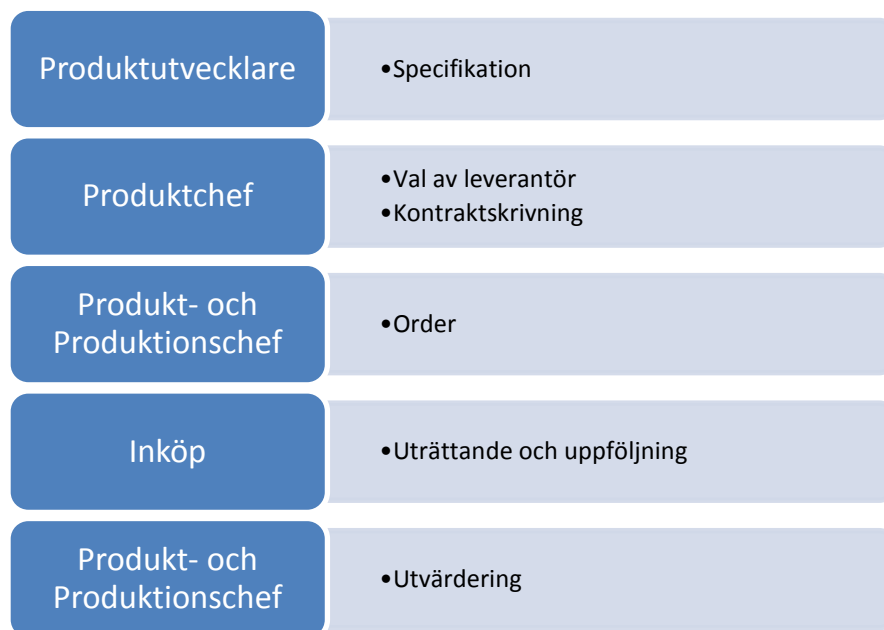 Produktutvecklare
•Specifikation
Produktchef
•Val av leverantör
•Kontraktskrivning
Produkt- och
Produktionschef
•Order
Inköp
•Uträttande och uppföljning
Produkt- och
Produktionschef
•Utvärdering